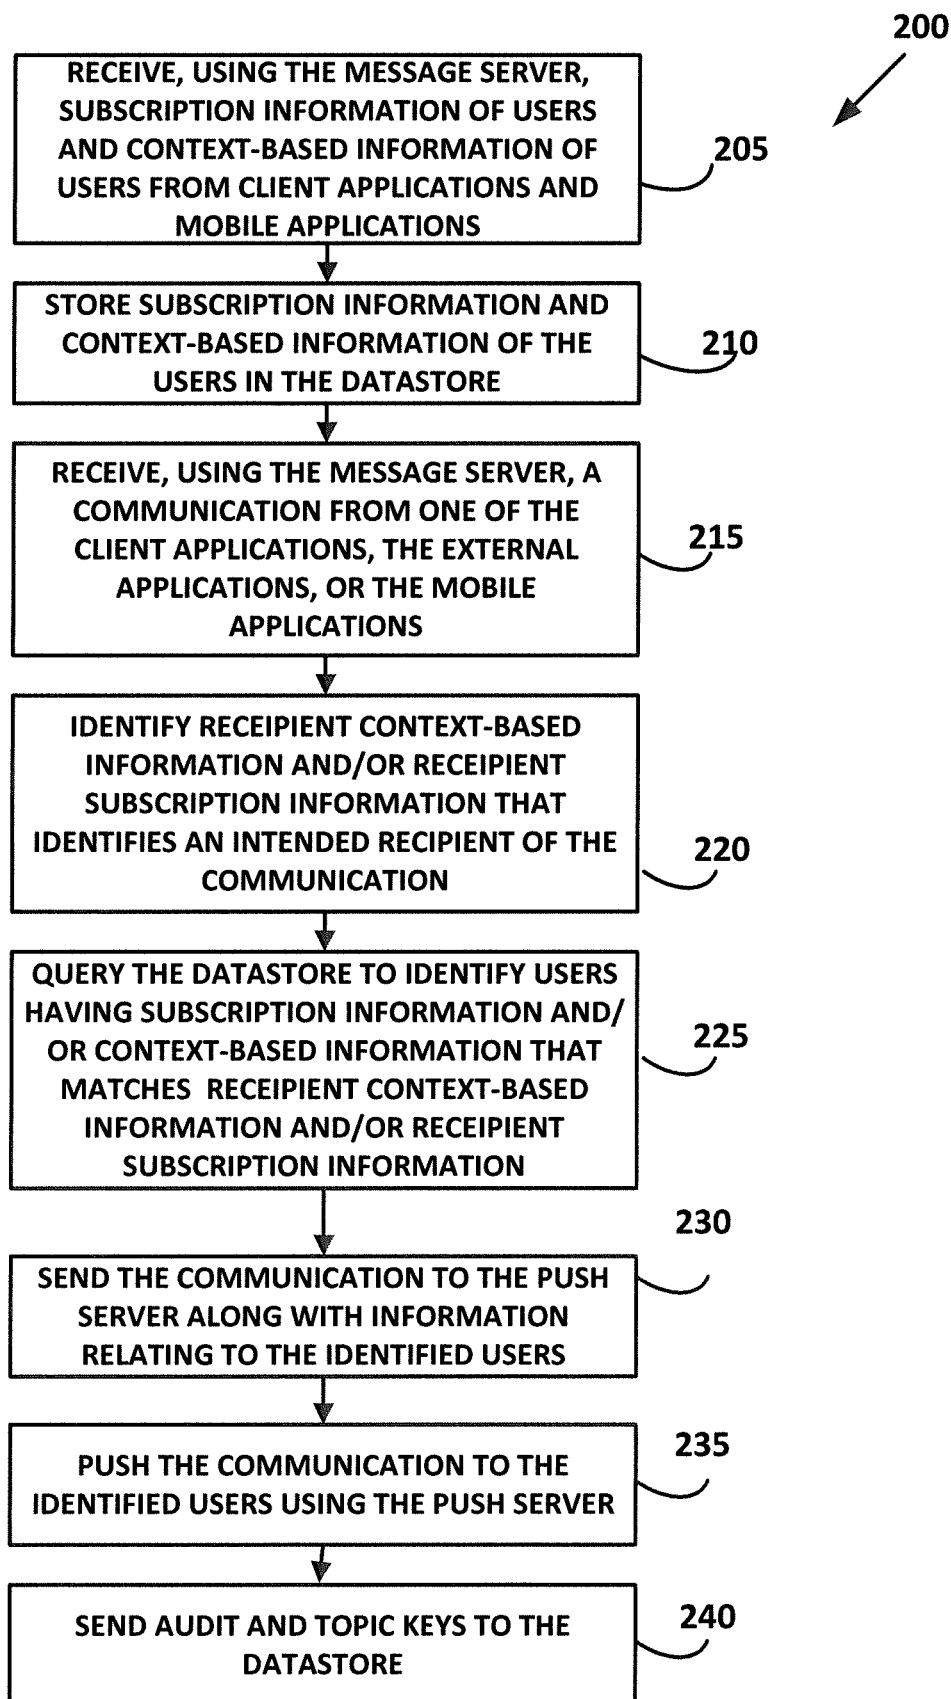 200
RECEIVE, USING THE MESSAGE SERVER,
SUBSCRIPTION INFORMATION OF USERS
AND CONTEXT-BASED INFORMATION OF
USERS FROM CLIENT APPLICATIONS AND
MOBILE APPLICATIONS
205
STORE SUBSCRIPTION INFORMATION AND
CONTEXT-BASED INFORMATION OF THE
USERS IN THE DATASTORE
210
RECEIVE, USING THE MESSAGE SERVER, A
COMMUNICATION FROM ONE OF THE
CLIENT APPLICATIONS, THE EXTERNAL
APPLICATIONS, OR THE MOBILE
APPLICATIONS
215
IDENTIFY RECEIPIENT CONTEXT-BASED
INFORMATION AND/OR RECEIPIENT
SUBSCRIPTION INFORMATION THAT
IDENTIFIES AN INTENDED RECIPIENT OF THE
COMMUNICATION
220
QUERY THE DATASTORE TO IDENTIFY USERS
HAVING SUBSCRIPTION INFORMATION AND/
OR CONTEXT-BASED INFORMATION THAT
MATCHES RECEIPIENT CONTEXT-BASED
INFORMATION AND/OR RECEIPIENT
SUBSCRIPTION INFORMATION
225
230
SEND THE COMMUNICATION TO THE PUSH
SERVER ALONG WITH INFORMATION
RELATING TO THE IDENTIFIED USERS
PUSH THE COMMUNICATION TO THE
IDENTIFIED USERS USING THE PUSH SERVER
235
SEND AUDIT AND TOPIC KEYS TO THE
DATASTORE
240